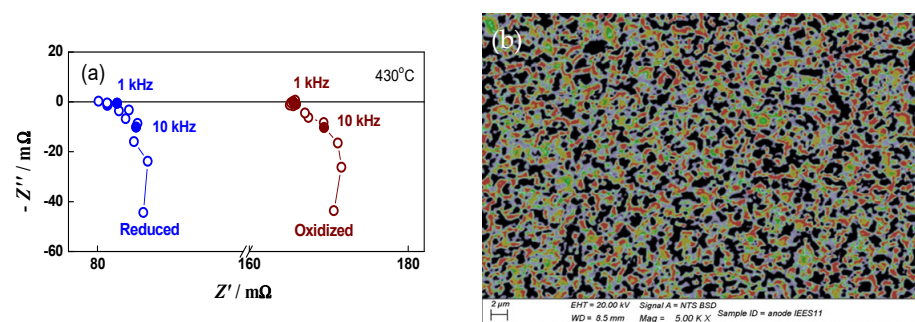 (a)
430°C
1 kHz
1 kHz
10 kHz
10 kHz
Reduced
Oxidized
20
0
-20
-40
-60
80
160
180
- Z'' / mΩ
Z' / mΩ
(b)
2 µm
EHT = 20.00 kV
Signal A = NTS BSD
WD = 8.5 mm
Mag = 5.00 K X
Sample ID = anode IEES11